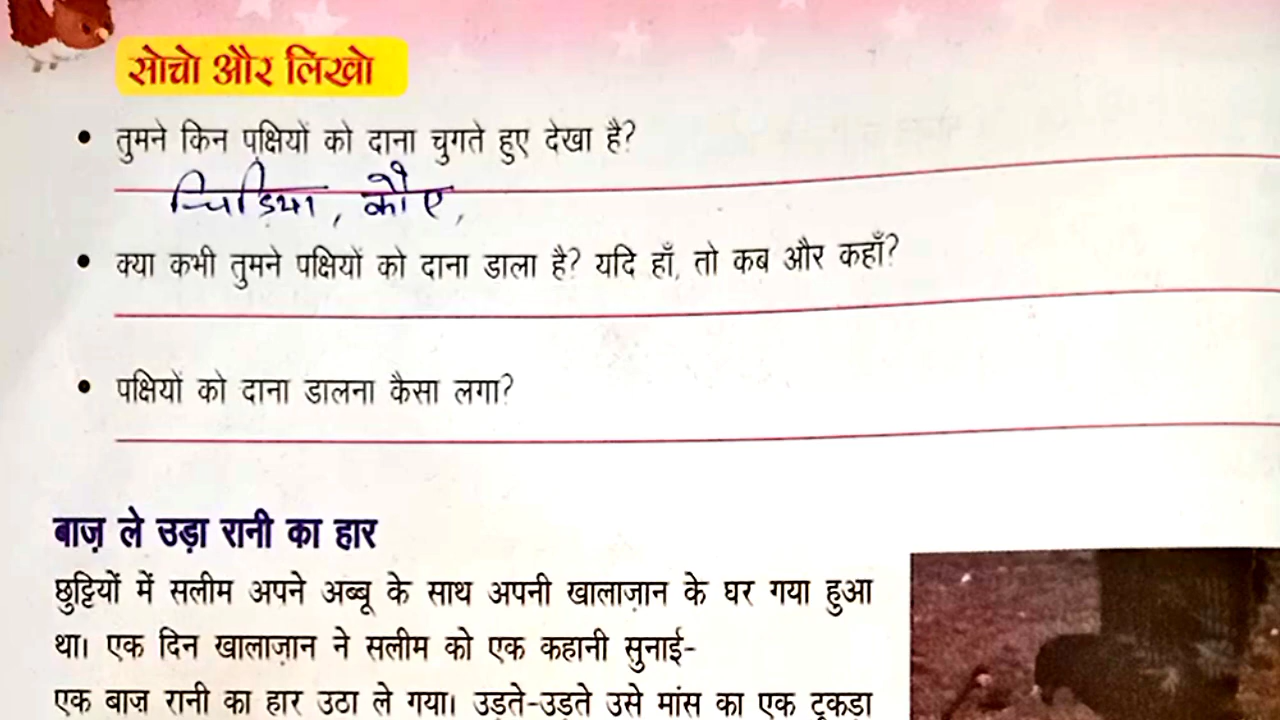 सोचो और लिखो
• तुमने किन पक्षियों को दाना चुगते हुए देखा है?
चिडिया, कौए,
• क्या कभी तुमने पक्षियों को दाना डाला है? यदि हाँ, तो कब और कहाँ?
• पक्षियों को दाना डालना कैसा लगा?
बाज़ ले उड़ा रानी का हार
छुट्टियों में सलीम अपने अब्बू के साथ अपनी खालाज़ान के घर गया हुआ
था। एक दिन खालाज़ान ने सलीम को एक कहानी सुनाई-
एक बाज़ रानी का हार उठा ले गया। उड़ते-उड़ते उसे मांस का एक टुकड़ा